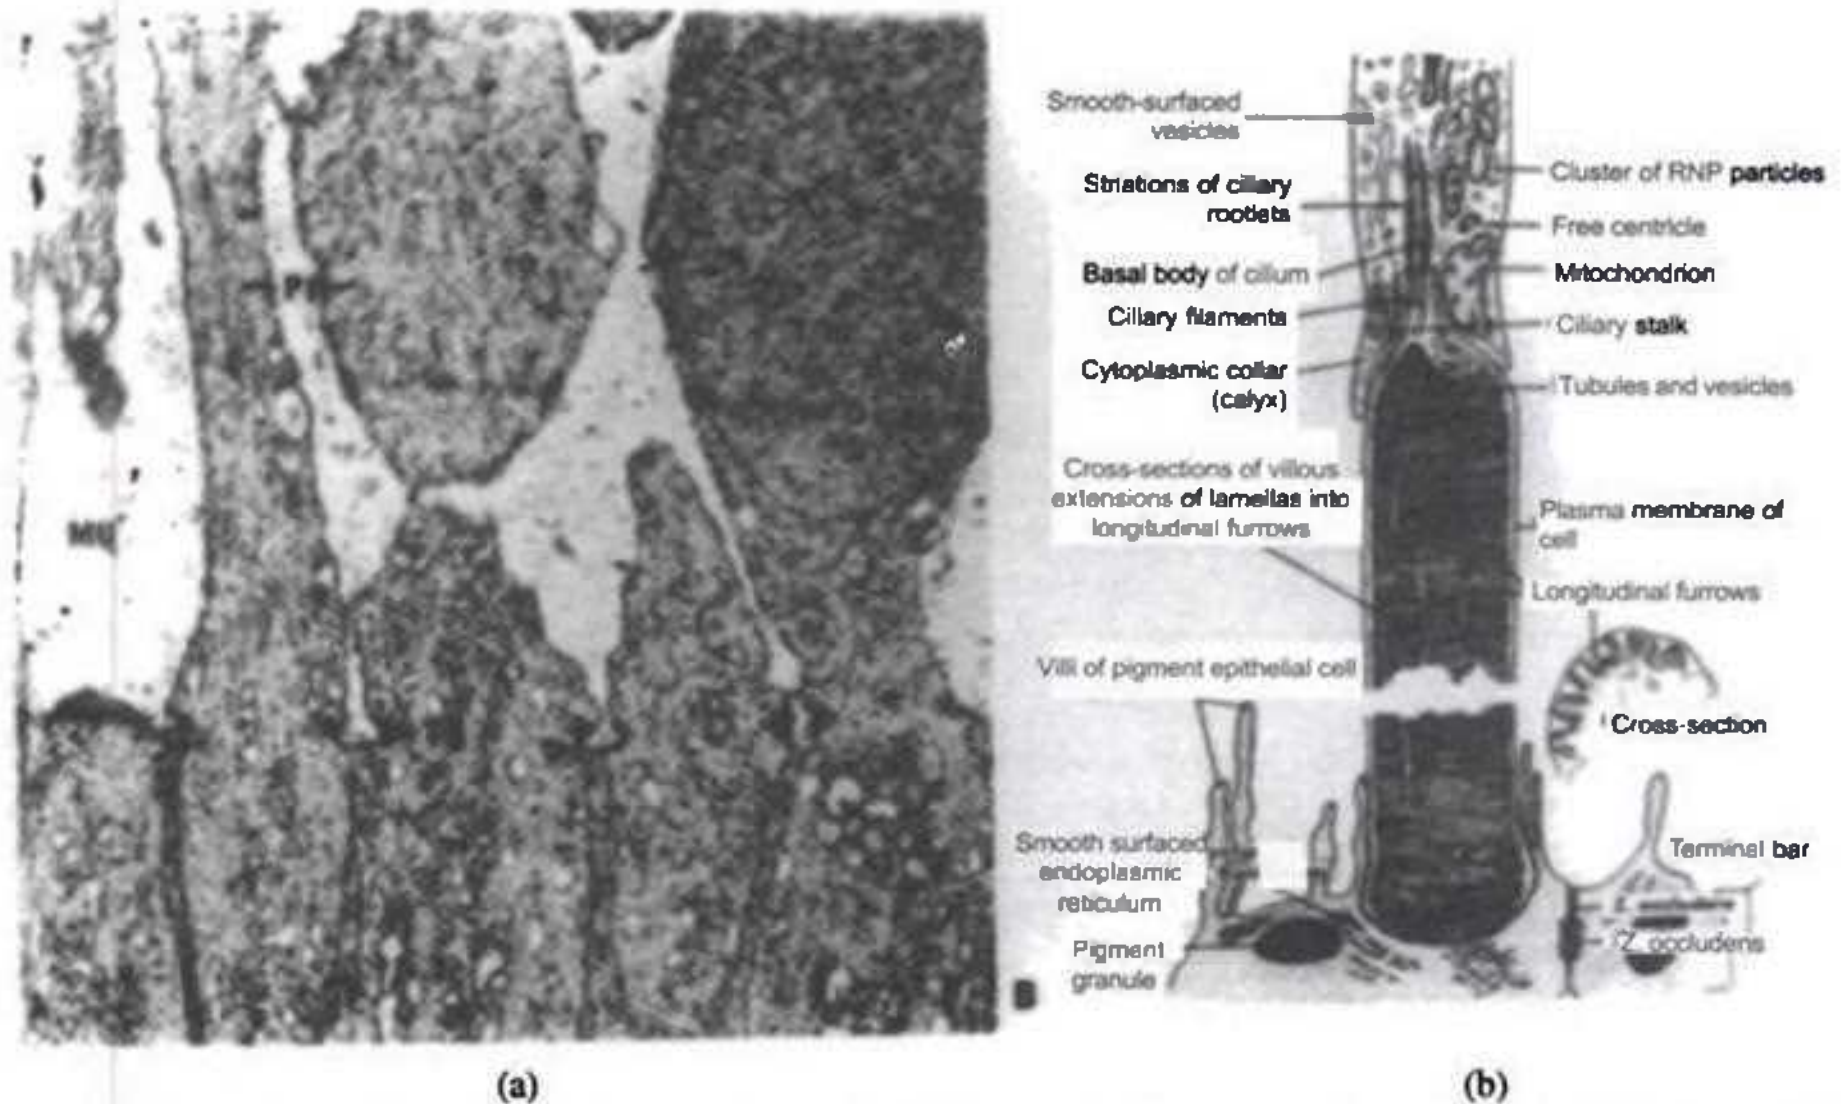 Smooth-surfaced
vesicles
Striations of ciliary
rootlets
Basal body of cilium
Ciliary filaments
Cytoplasmic collar
(calyx)
Cross-sections of villous
extensions of lamellas into
longitudinal furrows
Villi of pigment epithelial cell
Smooth surfaced
endoplasmic
reticulum
Pigment
granule
Cluster of RNP particles
Free centricle
Mitochondrion
Ciliary stalk
Tubules and vesicles
Plasma membrane of
cell
Longitudinal furrows
Cross-section
Terminal bar
Z. occludens
B
(a)
(b)